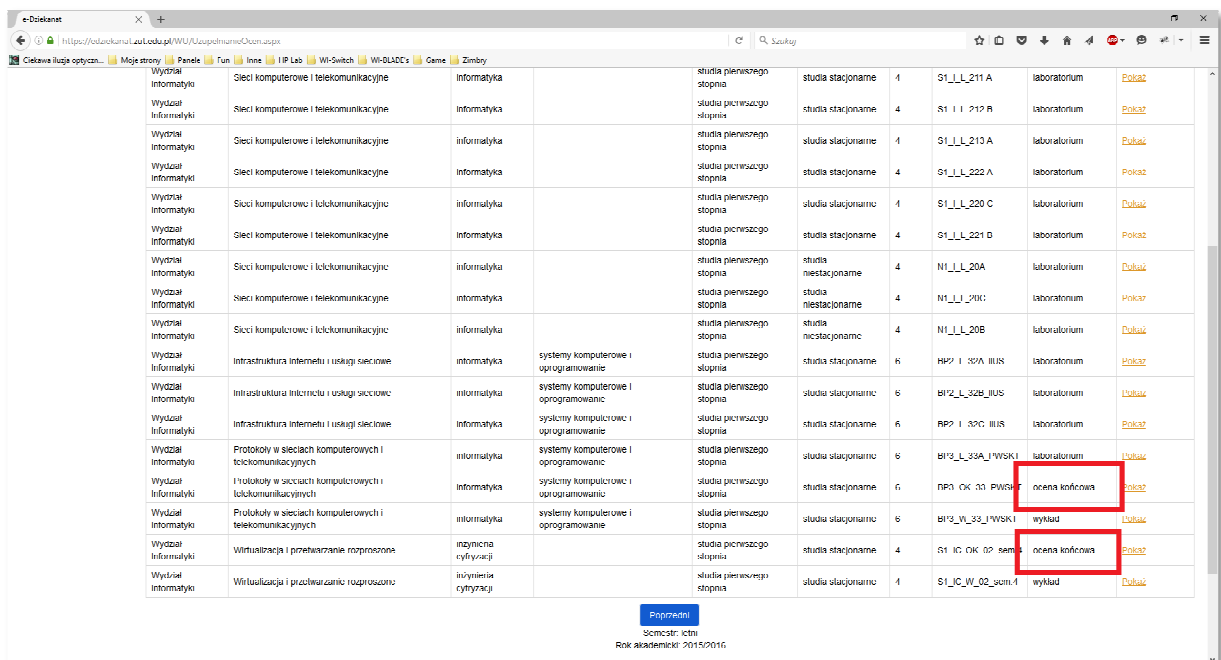 e-Dziekanat
https://edziekanat.zut.edu.pl/WU/UzupelnianieOcen.aspx
Szukaj
Ciekawa iluzja optyczn... Moje strony Panele Fun Inne HP Lab WI-Switch WI-BLADE's Game Zimbry
Wydział Informatyki Sieci komputerowe i telekomunikacyjne informatyka studia pierwszego stopnia studia stacjonarne 4 S1_I_L_211 A laboratorium Pokaż
Wydział Informatyki Sieci komputerowe i telekomunikacyjne informatyka studia pierwszego stopnia studia stacjonarne 4 S1_I_L_212 B laboratorium Pokaż
Wydział Informatyki Sieci komputerowe i telekomunikacyjne informatyka studia pierwszego stopnia studia stacjonarne 4 S1_I_L_213 A laboratorium Pokaż
Wydział Informatyki Sieci komputerowe i telekomunikacyjne informatyka studia pierwszego stopnia studia stacjonarne 4 S1_I_L_222 A laboratorium Pokaż
Wydział Informatyki Sieci komputerowe i telekomunikacyjne informatyka studia pierwszego stopnia studia stacjonarne 4 S1_I_L_220 C laboratorium Pokaż
Wydział Informatyki Sieci komputerowe i telekomunikacyjne informatyka studia pierwszego stopnia studia stacjonarne 4 S1_I_L_221 B laboratorium Pokaż
Wydział Informatyki Sieci komputerowe i telekomunikacyjne informatyka studia pierwszego stopnia studia niestacjonarne 4 N1_I_L_20A laboratorium Pokaż
Wydział Informatyki Sieci komputerowe i telekomunikacyjne informatyka studia pierwszego stopnia studia niestacjonarne 4 N1_I_L_20C laboratorium Pokaż
Wydział Informatyki Sieci komputerowe i telekomunikacyjne informatyka studia pierwszego stopnia studia niestacjonarne 4 N1_I_L_20B laboratorium Pokaż
Wydział Informatyki Infrastruktura Internetu i usługi sieciowe informatyka systemy komputerowe i oprogramowanie studia pierwszego stopnia studia stacjonarne 6 BP2_L_32A_IIUS laboratorium Pokaż
Wydział Informatyki Infrastruktura Internetu i usługi sieciowe informatyka systemy komputerowe i oprogramowanie studia pierwszego stopnia studia stacjonarne 6 BP2_L_32B_IIUS laboratorium Pokaż
Wydział Informatyki Infrastruktura Internetu i usługi sieciowe informatyka systemy komputerowe i oprogramowanie studia pierwszego stopnia studia stacjonarne 6 BP2_L_32C_IIUS laboratorium Pokaż
Wydział Informatyki Protokoły w sieciach komputerowych i telekomunikacyjnych informatyka systemy komputerowe i oprogramowanie studia pierwszego stopnia studia stacjonarne 6 BP3_L_33A_PWSKT laboratorium Pokaż
Wydział Informatyki Protokoły w sieciach komputerowych i telekomunikacyjnych informatyka systemy komputerowe i oprogramowanie studia pierwszego stopnia studia stacjonarne 6 BP3_OK_33_PWSKT ocena końcowa Pokaż
Wydział Informatyki Protokoły w sieciach komputerowych i telekomunikacyjnych informatyka systemy komputerowe i oprogramowanie studia pierwszego stopnia studia stacjonarne 6 BP3_W_33_PWSKT wykład Pokaż
Wydział Informatyki Wirtualizacja i przetwarzanie rozproszone inżynieria cyfryzacji studia pierwszego stopnia studia stacjonarne 4 S1_IC_OK_02_sem.4 ocena końcowa Pokaż
Wydział Informatyki Wirtualizacja i przetwarzanie rozproszone inżynieria cyfryzacji studia pierwszego stopnia studia stacjonarne 4 S1_IC_W_02_sem.4 wykład Pokaż
Poprzedni
Semestr: letni
Rok akademicki: 2015/2016